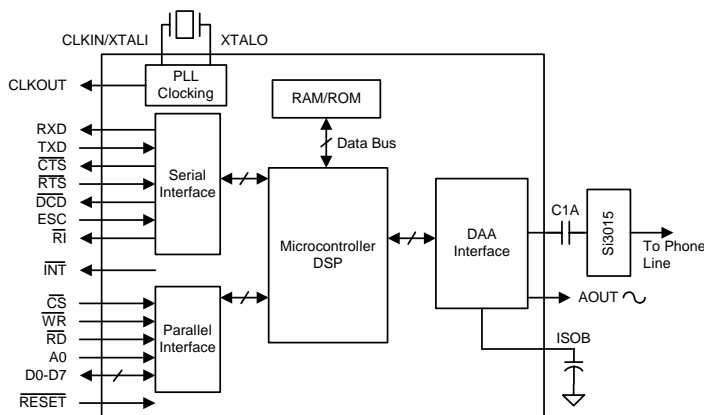 CLKIN/XTALI
XTALO
CLKOUT
PLL
Clocking
RAM/ROM
RXD
TXD
CTS
RTS
DCD
ESC
RI
Serial
Interface
Data Bus
INT
Microcontroller
DSP
DAA
Interface
C1A
Si3015
To Phone
Line
AOUT
CS
WR
RD
A0
D0-D7
Parallel
Interface
ISOB
RESET